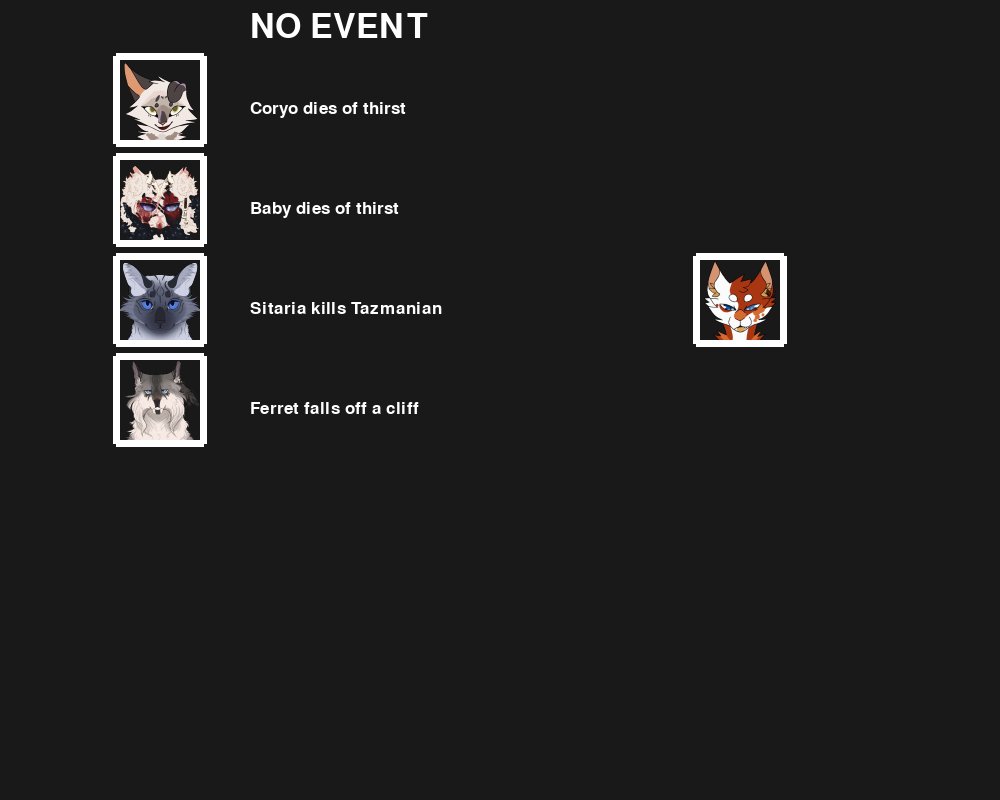 NO EVENT
Coryo dies of thirst
Baby dies of thirst
Sitaria kills Tazmanian
Ferret falls off a cliff